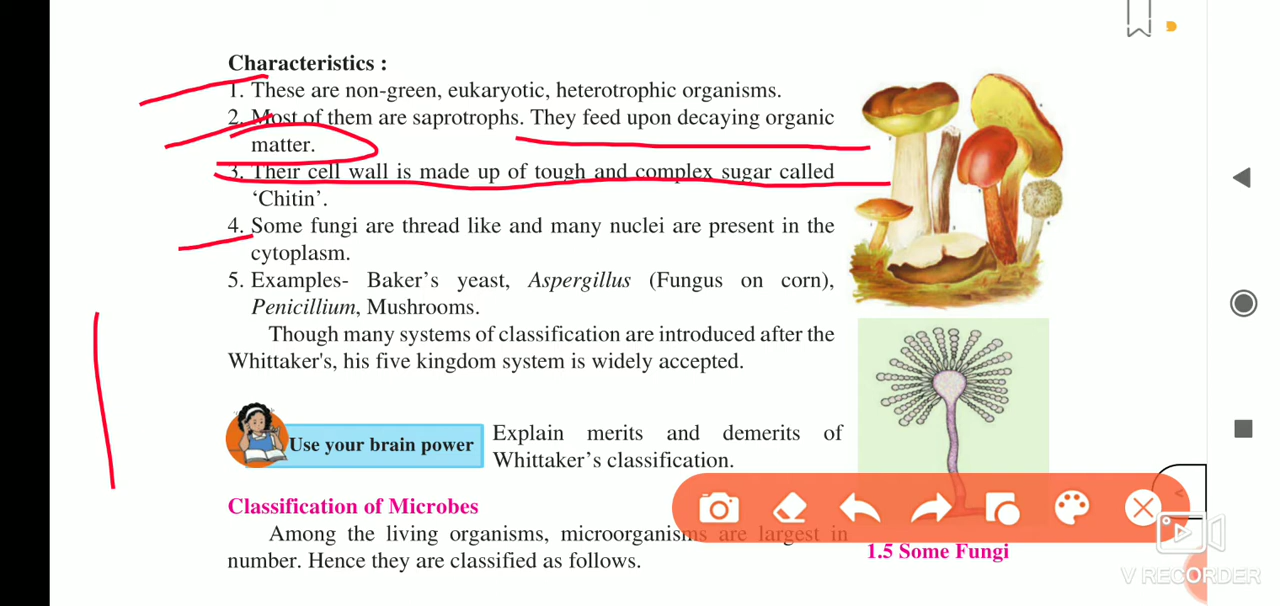 Characteristics :
1. These are non-green, eukaryotic, heterotrophic organisms.
2. Most of them are saprotrophs. They feed upon decaying organic
matter.
3. Their cell wall is made up of tough and complex sugar called
‘Chitin’.
4. Some fungi are thread like and many nuclei are present in the
cytoplasm.
5. Examples- Baker’s yeast, Aspergillus (Fungus on corn),
Penicillium, Mushrooms.
Though many systems of classification are introduced after the
Whittaker's, his five kingdom system is widely accepted.
Use your brain power
Explain merits and demerits of
Whittaker’s classification.
Classification of Microbes
Among the living organisms, microorganisms are largest in
number. Hence they are classified as follows.
1.5 Some Fungi
V RECORDER